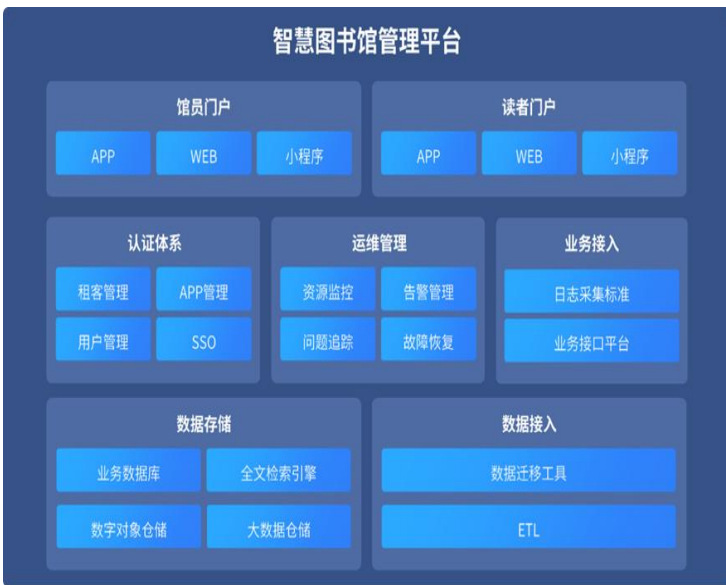 智慧图书馆管理平台
馆员门户
APP
WEB
小程序
读者门户
APP
WEB
小程序
认证体系
租客管理
APP管理
用户管理
SSO
运维管理
资源监控
告警管理
问题追踪
故障恢复
业务接入
日志采集标准
业务接口平台
数据存储
业务数据库
全文检索引擎
数字对象仓储
大数据仓储
数据接入
数据迁移工具
ETL